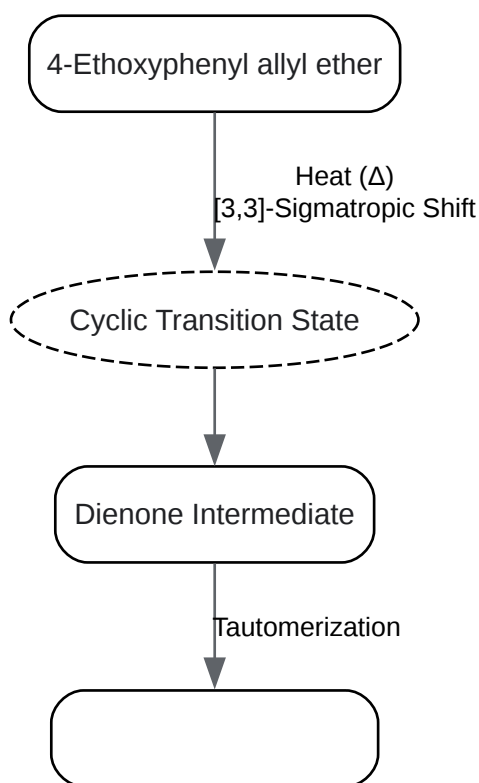 4-Ethoxyphenyl allyl ether
Heat (Δ)
[3,3]-Sigmatropic Shift
Cyclic Transition State
Dienone Intermediate
Tautomerization